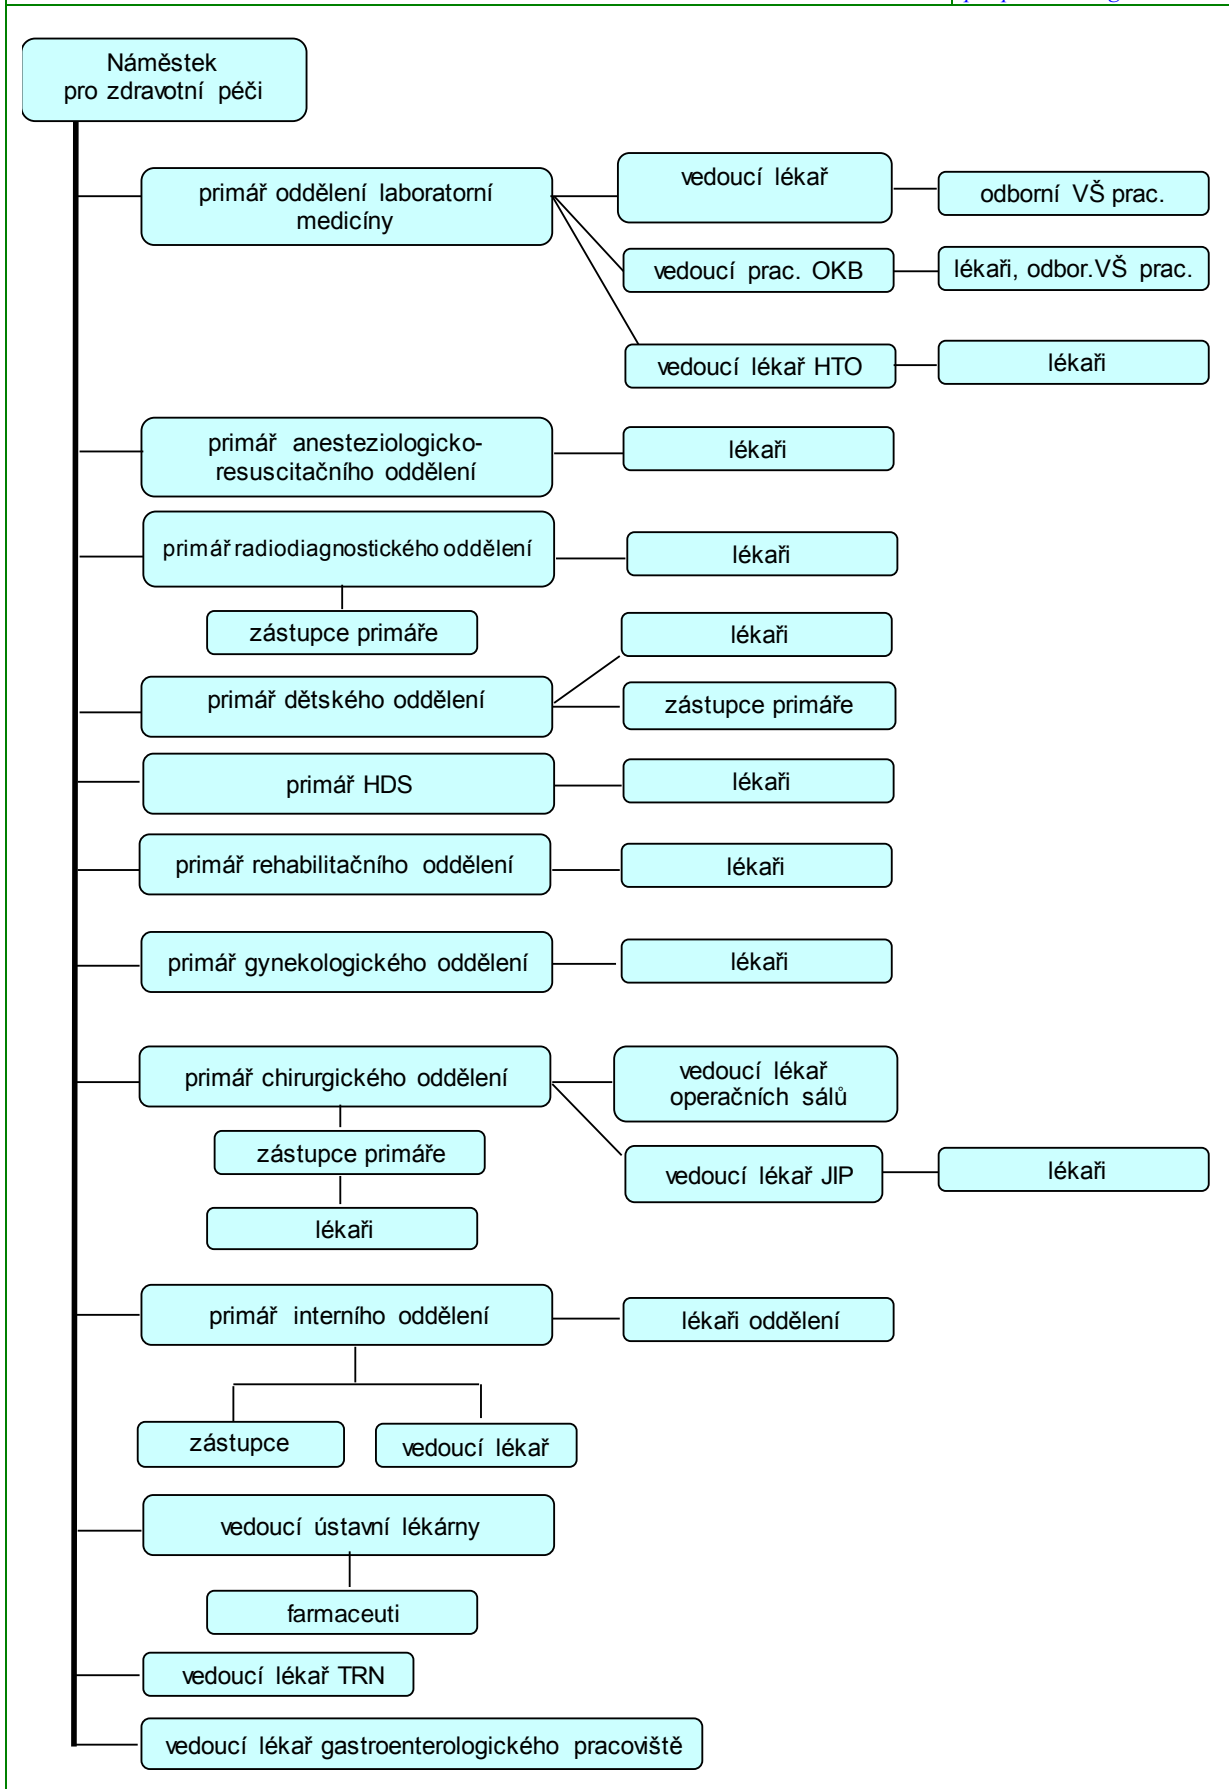 Náměstek
pro zdravotní péči
primář oddělení laboratorní
medicíny
vedoucí lékař
odborní VŠ prac.
vedoucí prac. OKB
lékaři, odbor.VŠ prac.
vedoucí lékař HTO
lékaři
primář anesteziologicko-
resuscitačního oddělení
lékaři
primář radiodiagnostického oddělení
lékaři
zástupce primáře
lékaři
primář dětského oddělení
zástupce primáře
primář HDS
lékaři
primář rehabilitačního oddělení
lékaři
primář gynekologického oddělení
lékaři
primář chirurgického oddělení
vedoucí lékař
operačních sálů
zástupce primáře
vedoucí lékař JIP
lékaři
lékaři
primář interního oddělení
lékaři oddělení
zástupce
vedoucí lékař
vedoucí ústavní lékárny
farmaceuti
vedoucí lékař TRN
vedoucí lékař gastroenterologického pracoviště